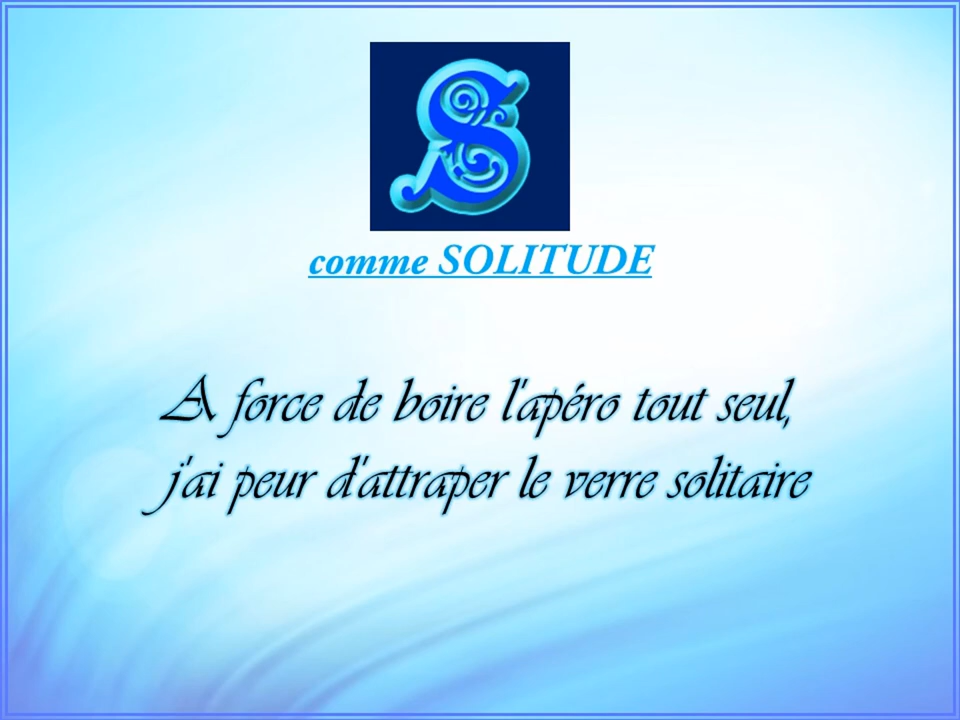 S
comme SOLITUDE
A force de boire l'apéro tout seul,
j'ai peur d'attraper le verre solitaire